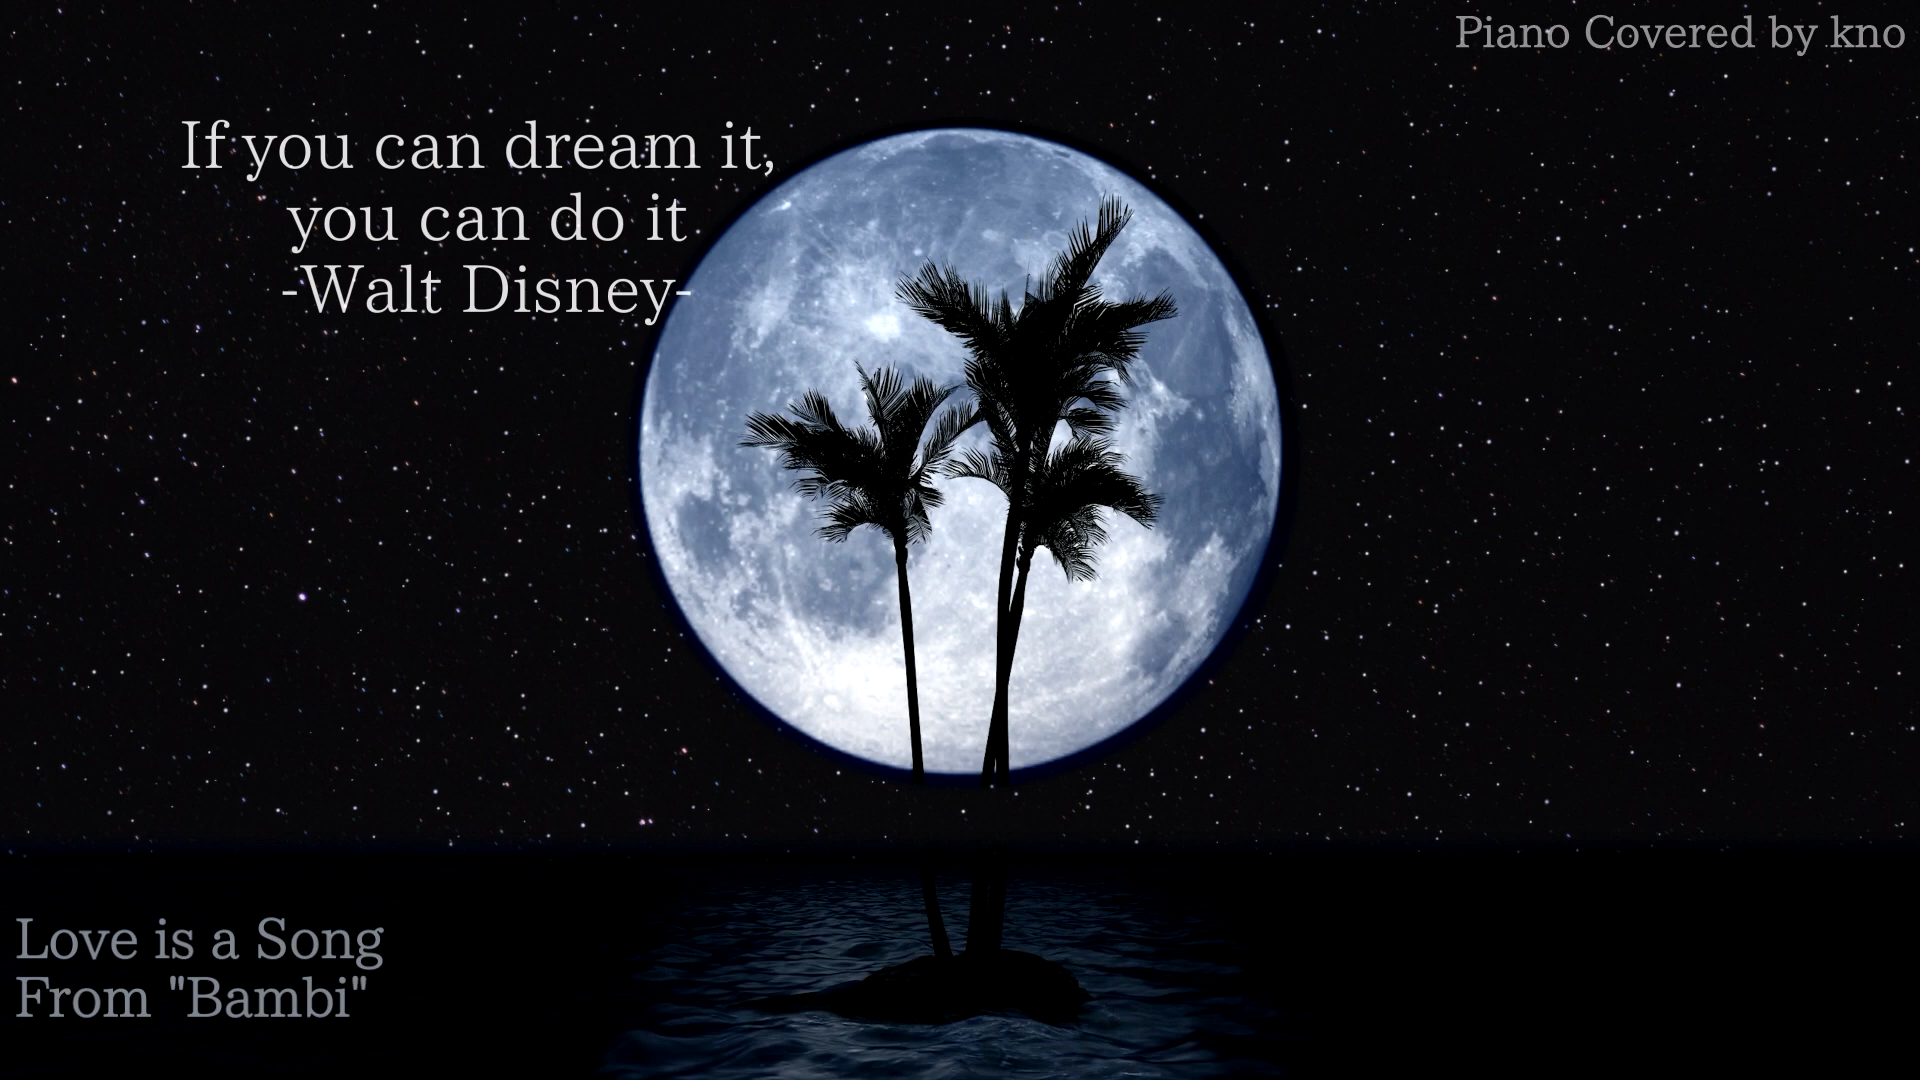 Piano Covered by kno
If you can dream it,
you can do it
-Walt Disney-
Love is a Song
From "Bambi"